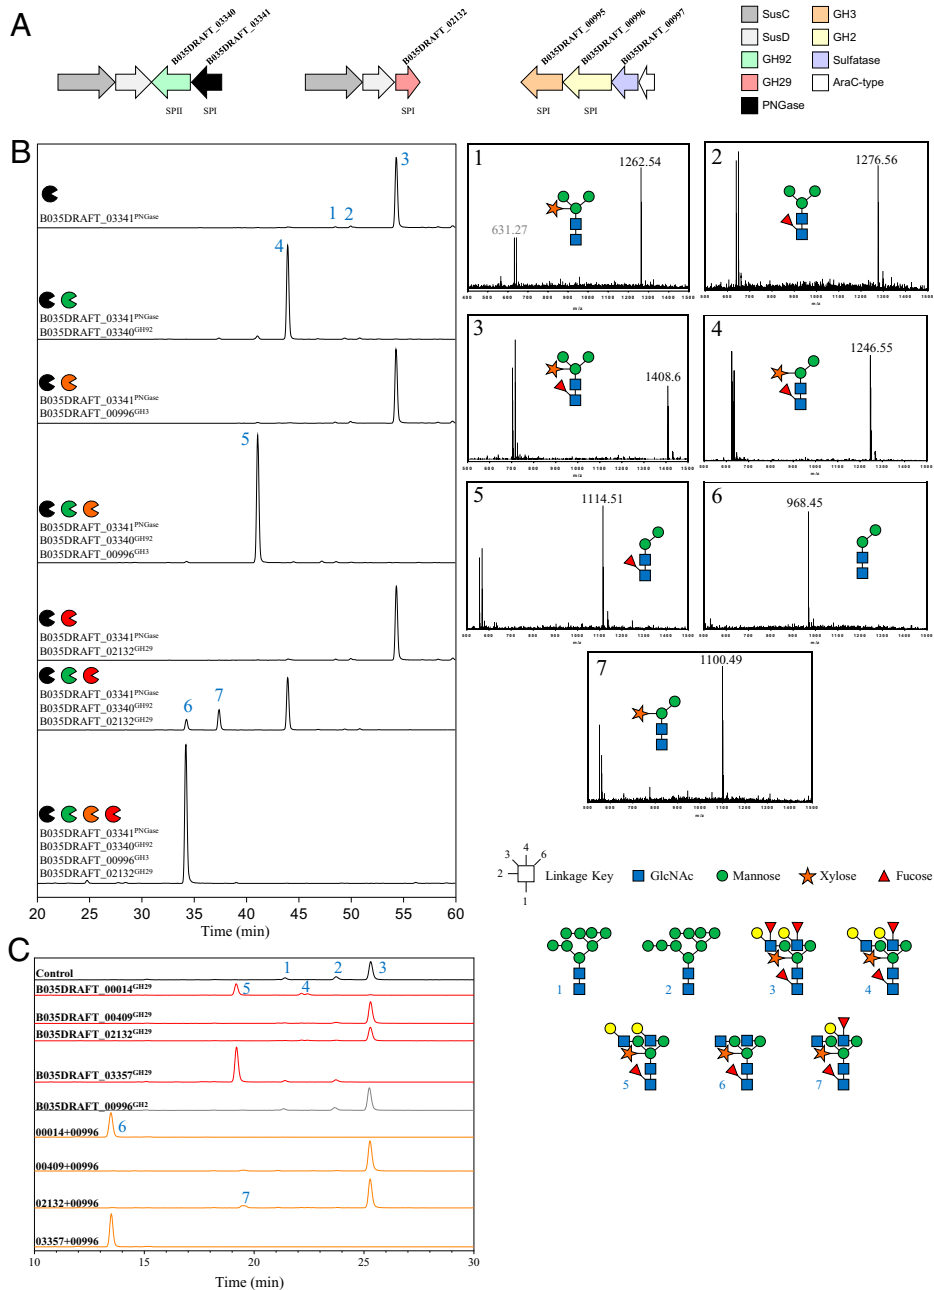 A
B035DRAFT_03340
B035DRAFT_03341
B035DRAFT_02132
B035DRAFT_00995
B035DRAFT_00996
B035DRAFT_00997
SPII
SPI
SPI
SPI
SPI
SusC
SusD
GH92
GH29
PNGase
GH3
GH2
Sulfatase
AraC-type
B
B035DRAFT_03341PNGase
1
2
3
B035DRAFT_03341PNGase
B035DRAFT_03340GH92
4
B035DRAFT_03341PNGase
B035DRAFT_00996GH3
5
B035DRAFT_03341PNGase
B035DRAFT_03340GH92
B035DRAFT_00996GH3
B035DRAFT_03341PNGase
B035DRAFT_02132GH29
B035DRAFT_03341PNGase
B035DRAFT_03340GH92
B035DRAFT_02132GH29
6
7
B035DRAFT_03341PNGase
B035DRAFT_03340GH92
B035DRAFT_00996GH3
B035DRAFT_02132GH29
20 25 30 35 40 45 50 55 60
Time (min)
1
1262.54
631.27
m/z
2
1276.56
m/z
3
1408.6
m/z
4
1246.55
m/z
5
1114.51
m/z
6
968.45
m/z
7
1100.49
m/z
1 2 3 4 6
Linkage Key
GlcNAc
Mannose
Xylose
Fucose
1
2
3
4
5
6
7
C
Control
1
2
3
B035DRAFT_00014GH29
5
4
B035DRAFT_00409GH29
B035DRAFT_02132GH29
B035DRAFT_03357GH29
B035DRAFT_00996GH2
00014+00996
6
00409+00996
02132+00996
7
03357+00996
10 15 20 25 30
Time (min)